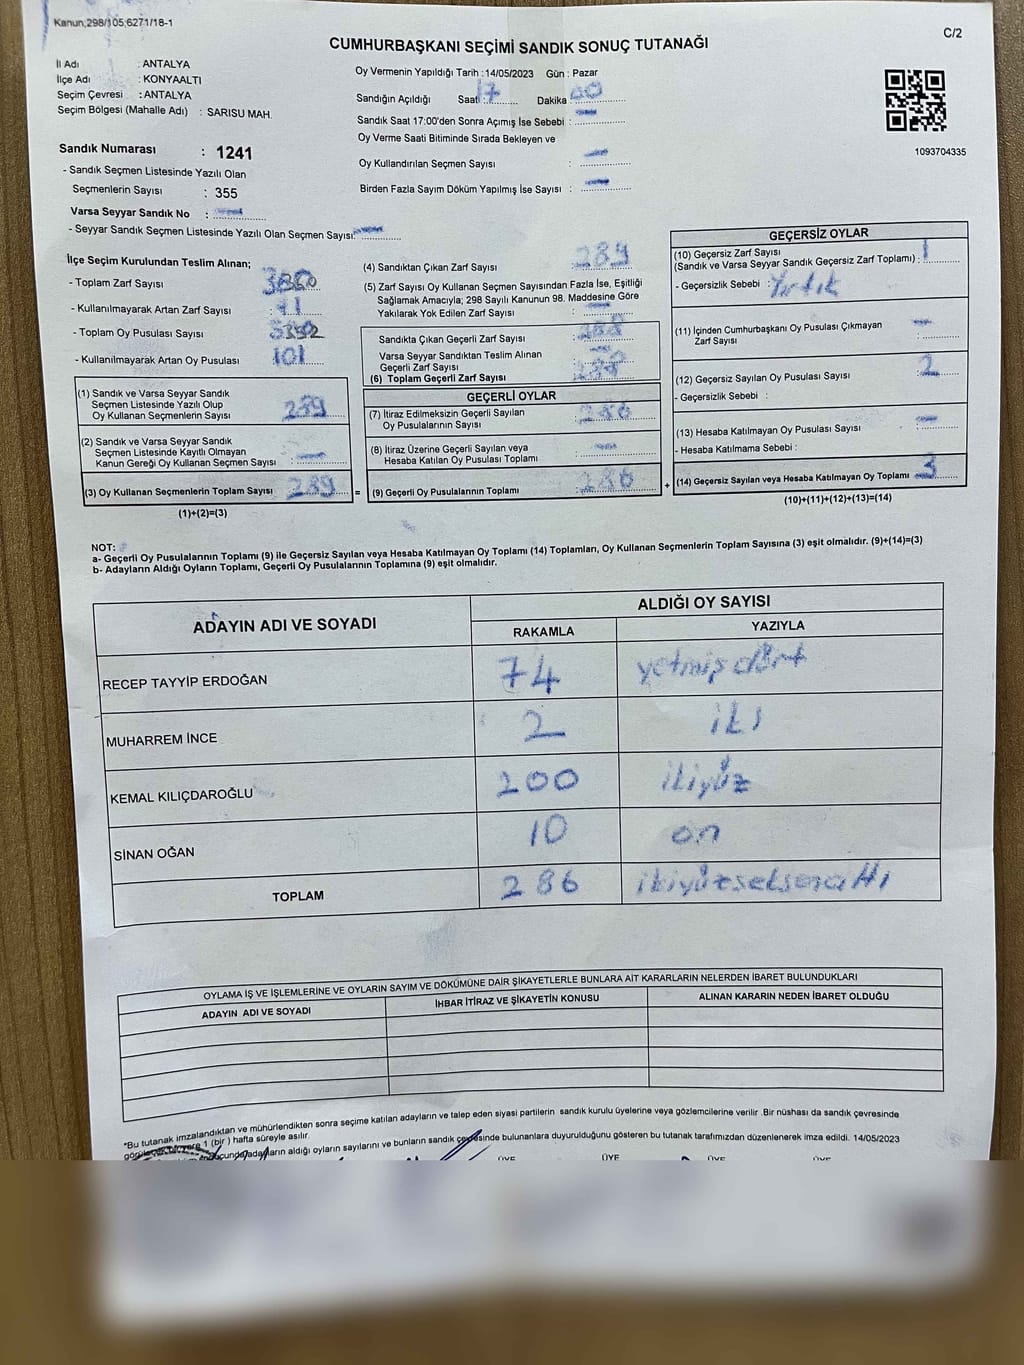 Kanun;298/105;6271/18-1
C/2
CUMHURBAŞKANI SEÇİMİ SANDIK SONUÇ TUTANAĞI
İl Adı : ANTALYA
İlçe Adı : KONYAALTI
Seçim Çevresi : ANTALYA
Seçim Bölgesi (Mahalle Adı) : SARISU MAH.
Sandık Numarası : 1241
- Sandık Seçmen Listesinde Yazılı Olan
Seçmenlerin Sayısı : 355
Varsa Seyyar Sandık No :
- Seyyar Sandık Seçmen Listesinde Yazılı Olan Seçmen Sayısı:
Oy Vermenin Yapıldığı Tarih :14/05/2023 Gün : Pazar
Sandığın Açıldığı Saati :17 Dakika :00
Sandık Saat 17:00'den Sonra Açımış İse Sebebi :
Oy Verme Saati Bitiminde Sırada Bekleyen ve
Oy Kullandırılan Seçmen Sayısı :
Birden Fazla Sayım Döküm Yapılmış İse Sayısı :
1093704335
İlçe Seçim Kurulundan Teslim Alınan;
- Toplam Zarf Sayısı :
- Kullanılmayarak Artan Zarf Sayısı :
- Toplam Oy Pusulası Sayısı
- Kullanılmayarak Artan Oy Pusulası 101
(1) Sandık ve Varsa Seyyar Sandık
Seçmen Listesinde Yazılı Olup
Oy Kullanan Seçmenlerin Sayısı : 289
(2) Sandık ve Varsa Seyyar Sandık
Seçmen Listesinde Kayıtlı Olmayan
Kanun Gereği Oy Kullanan Seçmen Sayısı :
(3) Oy Kullanan Seçmenlerin Toplam Sayısı : 289
(1)+(2)=(3)
(4) Sandıktan Çıkan Zarf Sayısı : 289
(5) Zarf Sayısı Oy Kullanan Seçmen Sayısından Fazla İse, Eşitliği
Sağlamak Amacıyla; 298 Sayılı Kanunun 98. Maddesine Göre
Yakılarak Yok Edilen Zarf Sayısı :
Sandıkta Çıkan Geçerli Zarf Sayısı : 288
Varsa Seyyar Sandıktan Teslim Alınan
Geçerli Zarf Sayısı :
(6) Toplam Geçerli Zarf Sayısı : 288
GEÇERLİ OYLAR
(7) İtiraz Edilmeksizin Geçerli Sayılan
Oy Pusulalarının Sayısı : 286
(8) İtiraz Üzerine Geçerli Sayılan veya
Hesaba Katılan Oy Pusulası Toplamı :
= (9) Geçerli Oy Pusulalarının Toplamı : 286
GEÇERSİZ OYLAR
(10) Geçersiz Zarf Sayısı
(Sandık ve Varsa Seyyar Sandık Geçersiz Zarf Toplamı) : 1
- Geçersizlik Sebebi : Yırtık
(11) İçinden Cumhurbaşkanı Oy Pusulası Çıkmayan
Zarf Sayısı :
(12) Geçersiz Sayılan Oy Pusulası Sayısı : 2
- Geçersizlik Sebebi :
(13) Hesaba Katılmayan Oy Pusulası Sayısı :
- Hesaba Katılmama Sebebi :
+ (14) Geçersiz Sayılan veya Hesaba Katılmayan Oy Toplamı : 3
(10)+(11)+(12)+(13)=(14)
NOT:
a- Geçerli Oy Pusulalarının Toplamı (9) ile Geçersiz Sayılan veya Hesaba Katılmayan Oy Toplamı (14) Toplamları, Oy Kullanan Seçmenlerin Toplam Sayısına (3) eşit olmalıdır. (9)+(14)=(3)
b- Adayların Aldığı Oyların Toplamı, Geçerli Oy Pusulalarının Toplamına (9) eşit olmalıdır.
ADAYIN ADI VE SOYADI ALDIĞI OY SAYISI
RAKAMLA YAZIYLA
RECEP TAYYİP ERDOĞAN 74 yetmiş dört
MUHARREM İNCE 2 iki
KEMAL KILIÇDAROĞLU 200 ikiyüz
SİNAN OĞAN 10 on
TOPLAM 286 ikiyüzseksenaltı
OYLAMA İŞ VE İŞLEMLERİNE VE OYLARIN SAYIM VE DÖKÜMÜNE DAİR ŞİKAYETLERLE BUNLARA AİT KARARLARIN NELERDEN İBARET BULUNDUKLARI
ADAYIN ADI VE SOYADI İHBAR İTİRAZ VE ŞİKAYETİN KONUSU ALINAN KARARIN NEDEN İBARET OLDUĞU
*Bu tutanak imzalandıktan ve mühürlendikten sonra seçime katılan adayların ve talep eden siyasi partilerin sandık kurulu üyelerine veya gözlemcilerine verilir .Bir nüshası da sandık çevresinde
1 (bir ) hafta süreyle asılır.
aldığı oyların sayılarını ve bunların sandık çevresinde bulunanlara duyurulduğunu gösteren bu tutanak tarafımızdan düzenlenerek imza edildi. 14/05/2023
ÜYE ÜYE ÜYE ÜYE